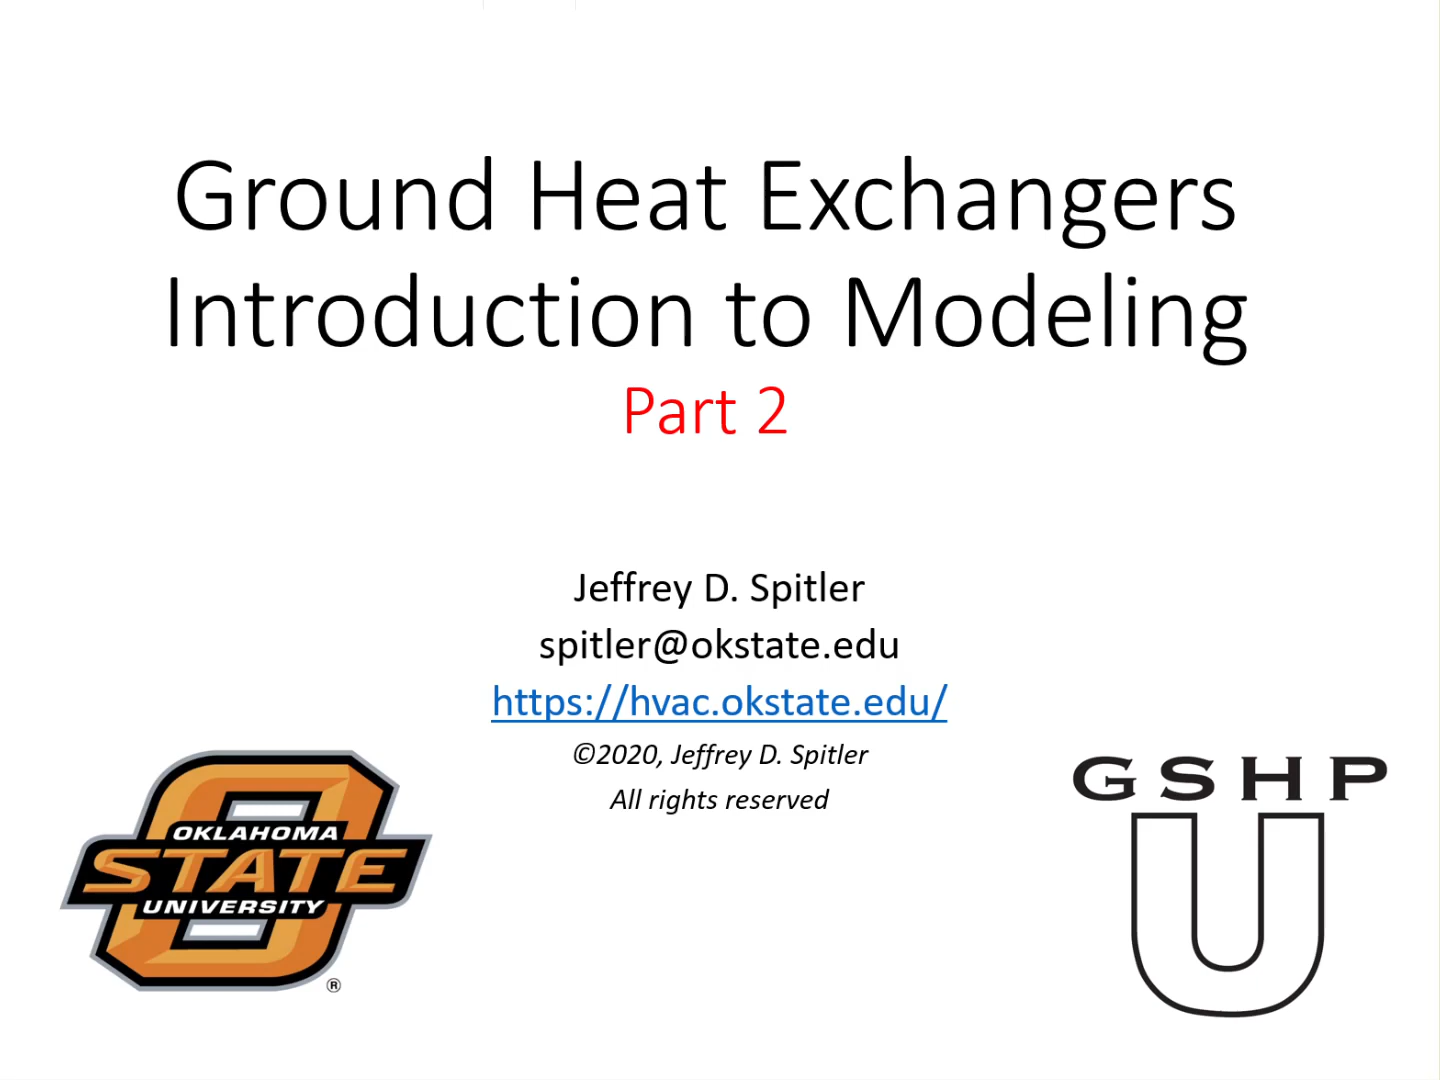 Ground Heat Exchangers
Introduction to Modeling
Part 2
Jeffrey D. Spitler
spitler@okstate.edu
https://hvac.okstate.edu/
©2020, Jeffrey D. Spitler
All rights reserved
OKLAHOMA
STATE
UNIVERSITY
®
GSHP
U